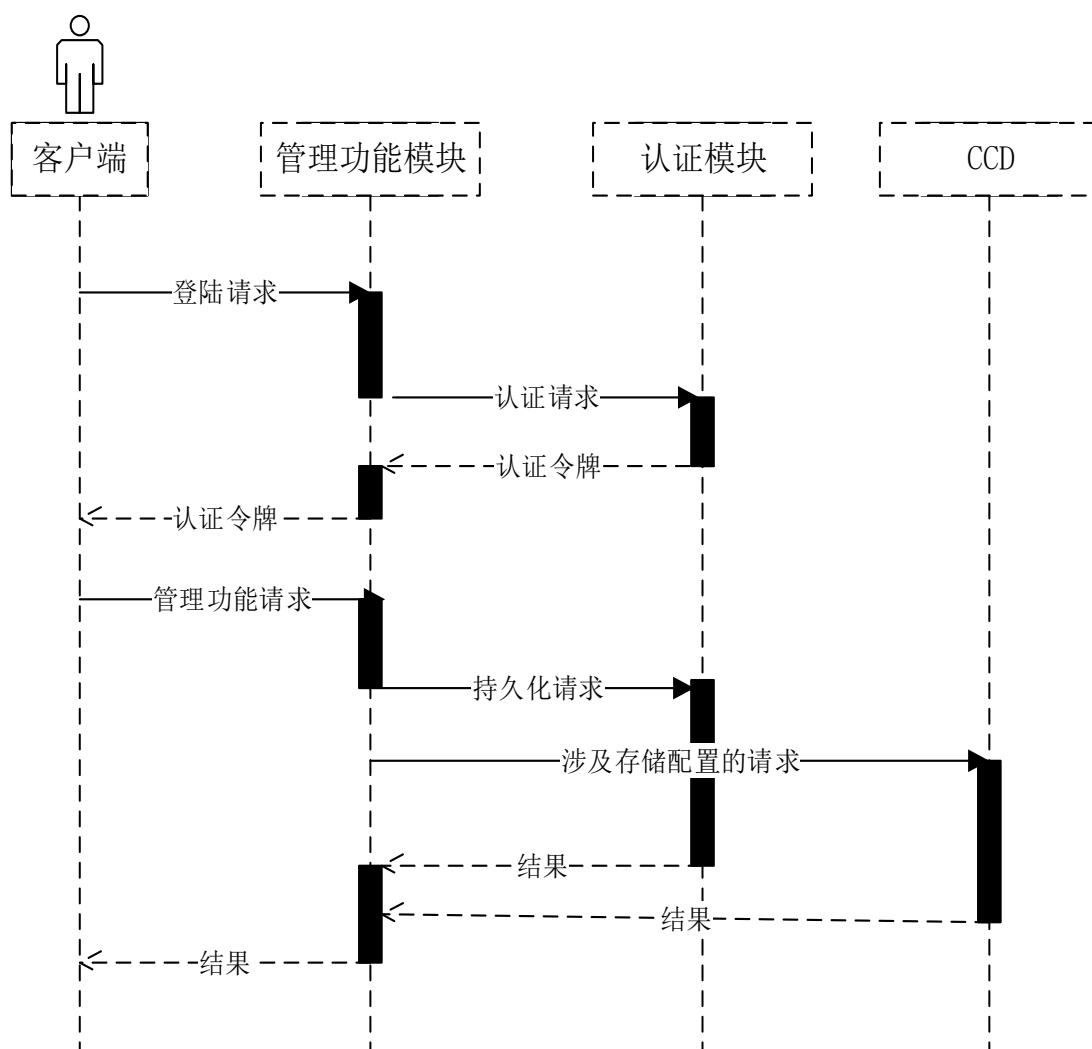 客户端
管理功能模块
认证模块
CCD
登陆请求
认证请求
认证令牌
认证令牌
管理功能请求
持久化请求
涉及存储配置的请求
结果
结果
结果